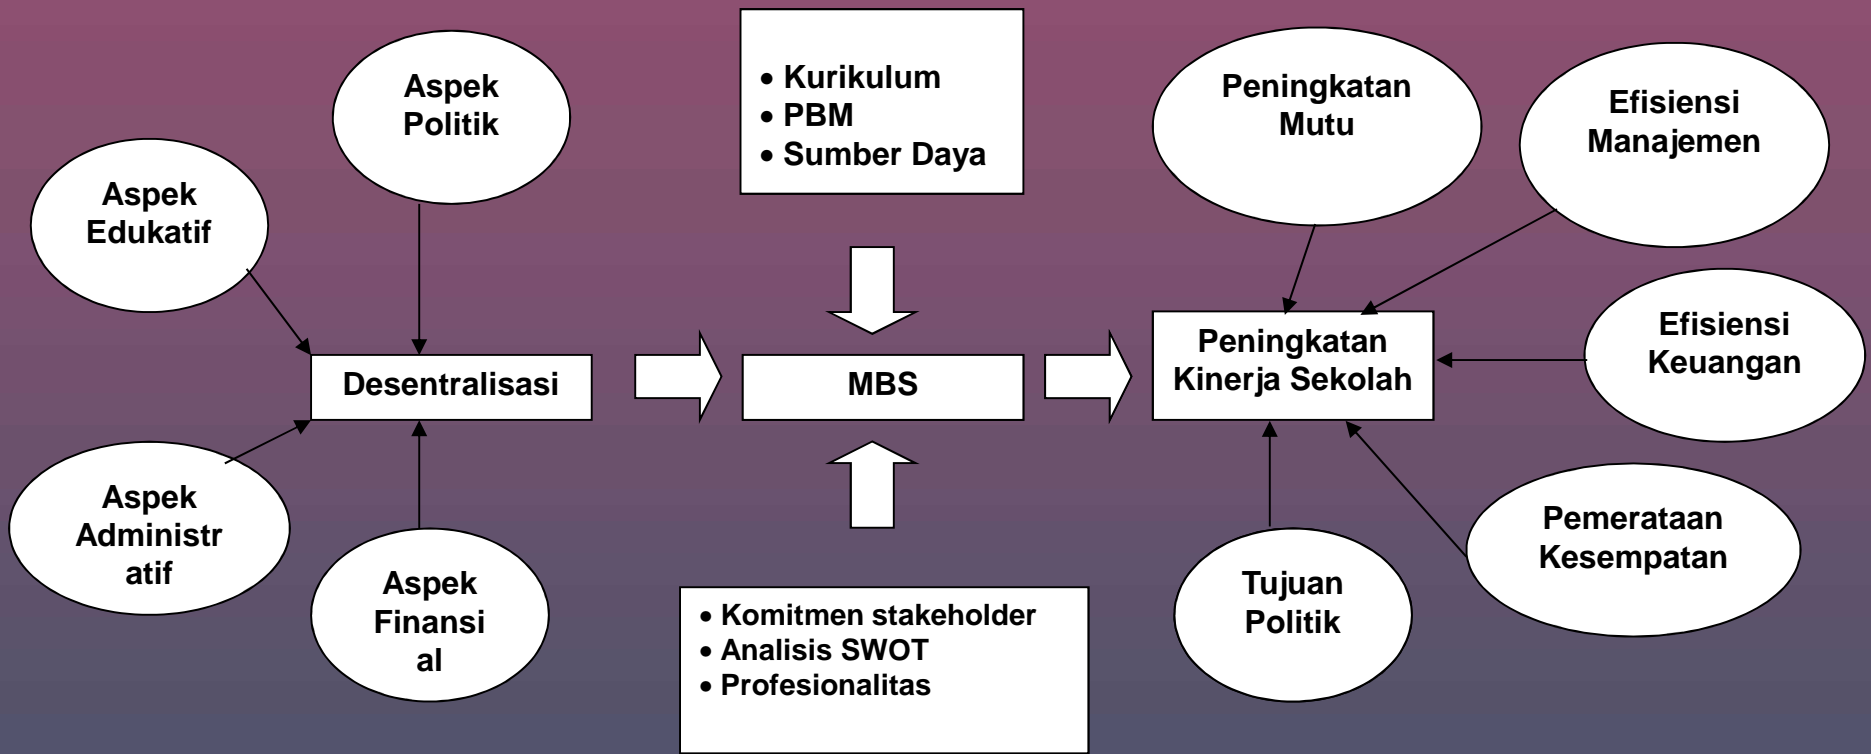 Aspek
Politik
Aspek
Edukatif
• Kurikulum
• PBM
• Sumber Daya
Peningkatan
Mutu
Efisiensi
Manajemen
Desentralisasi
MBS
Peningkatan
Kinerja Sekolah
Efisiensi
Keuangan
Aspek
Administr
atif
Aspek
Finansi
al
• Komitmen stakeholder
• Analisis SWOT
• Profesionalitas
Tujuan
Politik
Pemerataan
Kesempatan